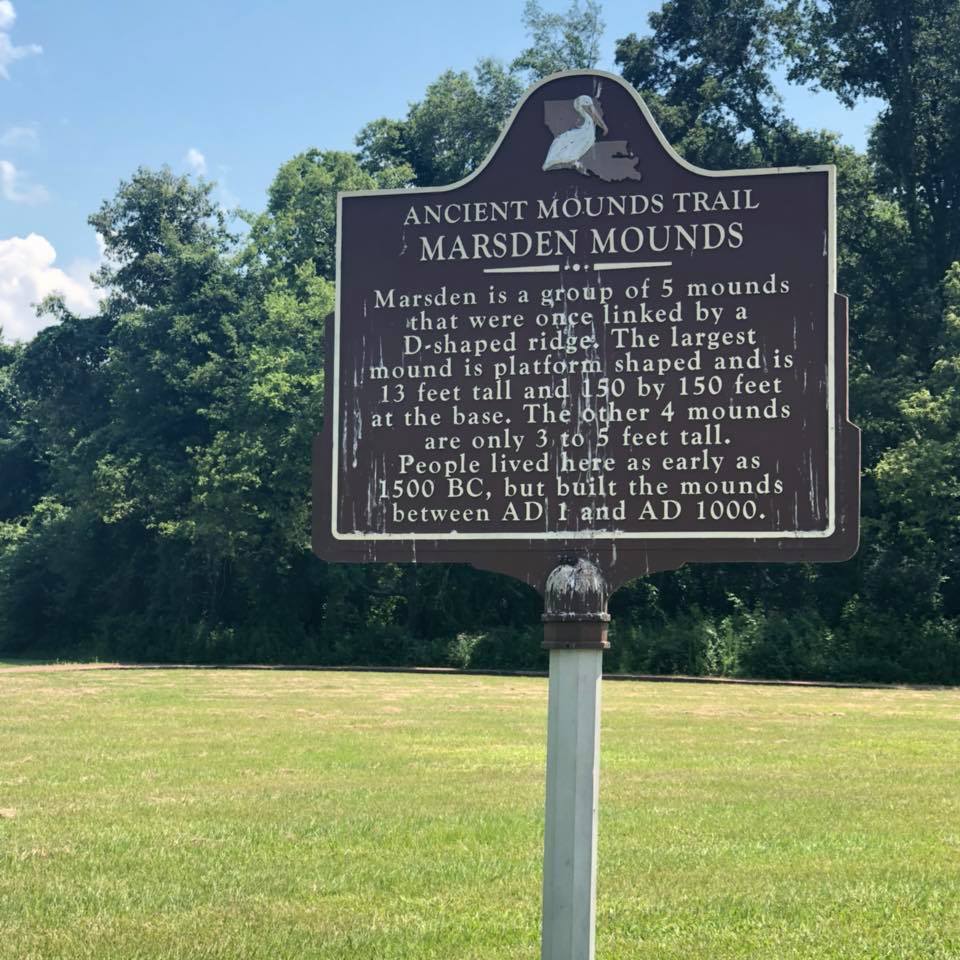 ANCIENT MOUNDS TRAIL
MARSDEN MOUNDS
Marsden is a group of 5 mounds
that were once linked by a
D-shaped ridge. The largest
mound is platform shaped and is
13 feet tall and 150 by 150 feet
at the base. The other 4 mounds
are only 3 to 5 feet tall.
People lived here as early as
1500 BC, but built the mounds
between AD 1 and AD 1000.